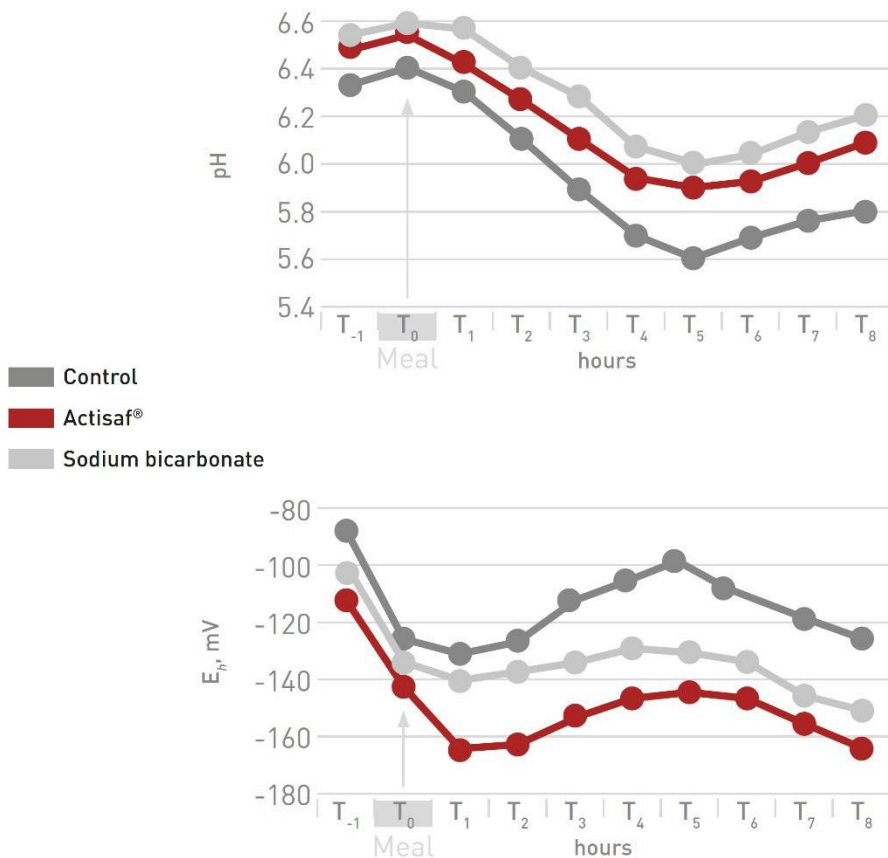 6.6
6.4
6.2
pH
6.0
5.8
5.6
5.4
T-1 T0 T1 T2 T3 T4 T5 T6 T7 T8
Meal hours
Control
Actisaf®
Sodium bicarbonate
-80
-100
-120
Eh, mV
-140
-160
-180
T-1 T0 T1 T2 T3 T4 T5 T6 T7 T8
Meal hours